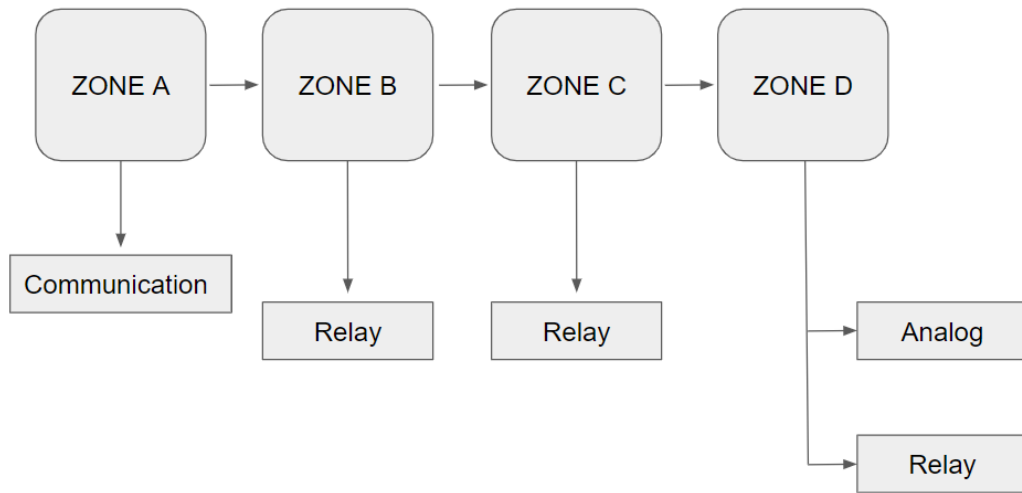 ZONE A
ZONE B
ZONE C
ZONE D
Communication
Relay
Relay
Analog
Relay